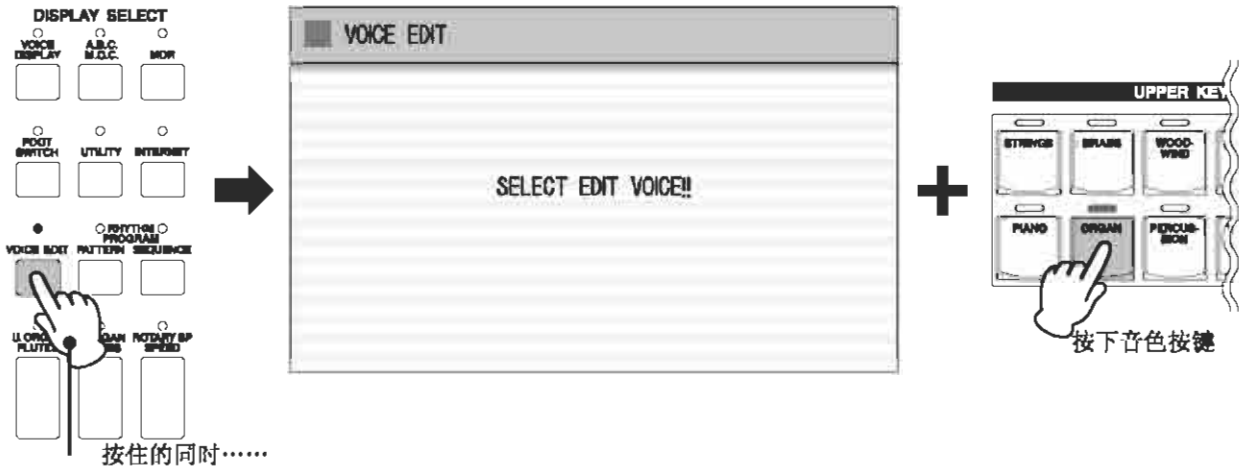 DISPLAY SELECT
VOICE DISPLAY
A.B.C. M.O.C.
MDR
FOOT SWITCH
UTILITY
INTERNET
RHYTHM PROGRAM
VOICE EDIT
PATTERN
SEQUENCE
ROTARY SP SPEED
按住的同时……
VOICE EDIT
SELECT EDIT VOICE!!
UPPER KEY
STRINGS
BRASS
WOOD-
WIND
PIANO
ORGAN
PERCUS-
SION
按下音色按键